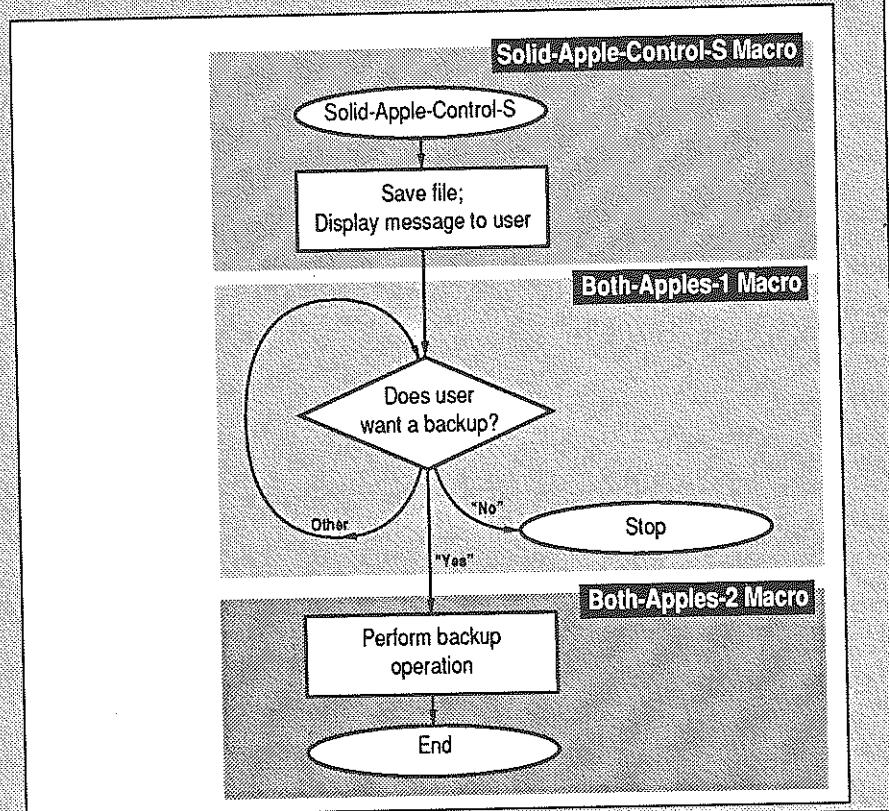 Solid-Apple-Control-S Macro
Solid-Apple-Control-S
Save file;
Display message to user
Both-Apples-1 Macro
Does user
want a backup?
Other
"No"
Stop
"Yes"
Both-Apples-2 Macro
Perform backup
operation
End